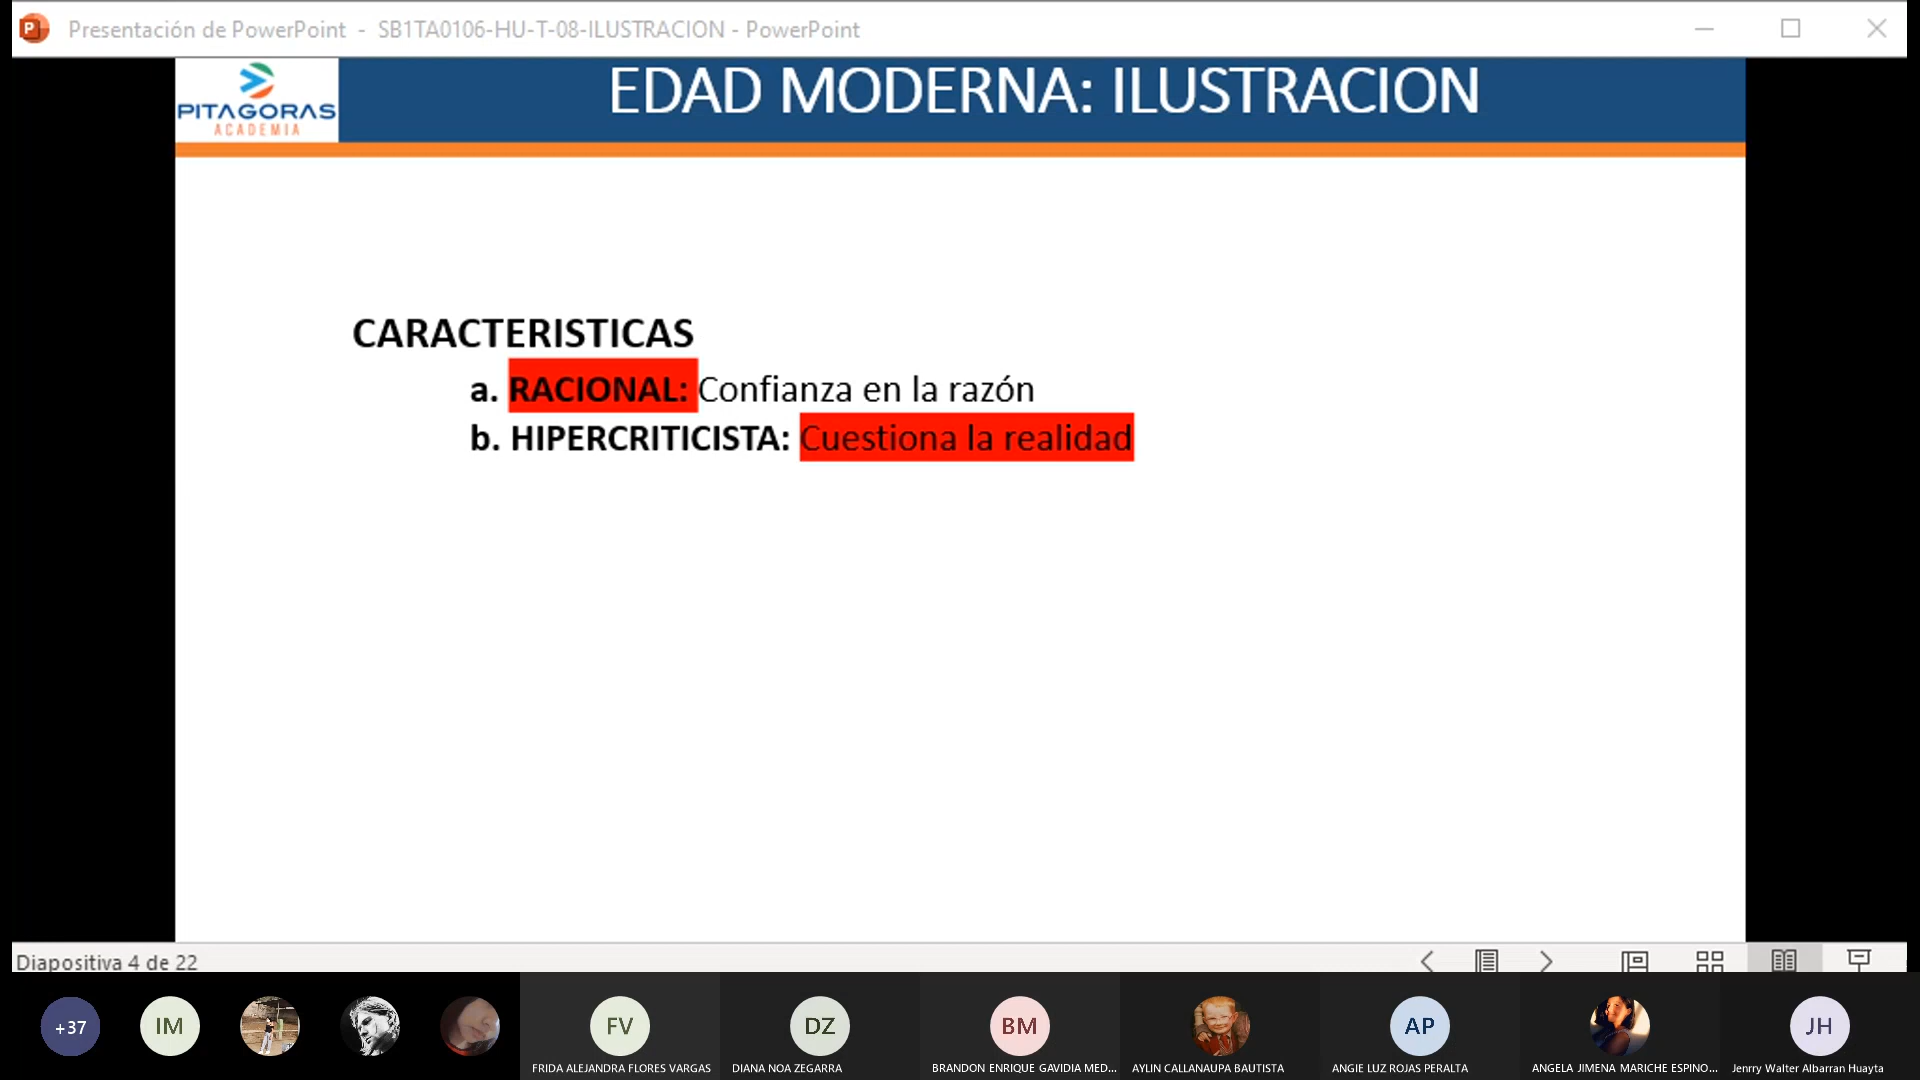 Presentación de PowerPoint - SB1TA0106-HU-T-08-ILUSTRACION - PowerPoint
PITAGORAS
ACADEMIA
EDAD MODERNA: ILUSTRACION
CARACTERISTICAS
a. RACIONAL: Confianza en la razón
b. HIPERCRITICISTA: Cuestiona la realidad
Diapositiva 4 de 22
+37
IM
FV
DZ
BM
AP
JH
FRIDA ALEJANDRA FLORES VARGAS
DIANA NOA ZEGARRA
BRANDON ENRIQUE GAVIDIA MED...
AYLIN CALLANAUPA BAUTISTA
ANGIE LUZ ROJAS PERALTA
ANGELA JIMENA MARICHE ESPINO...
Jenrry Walter Albarran Huayta